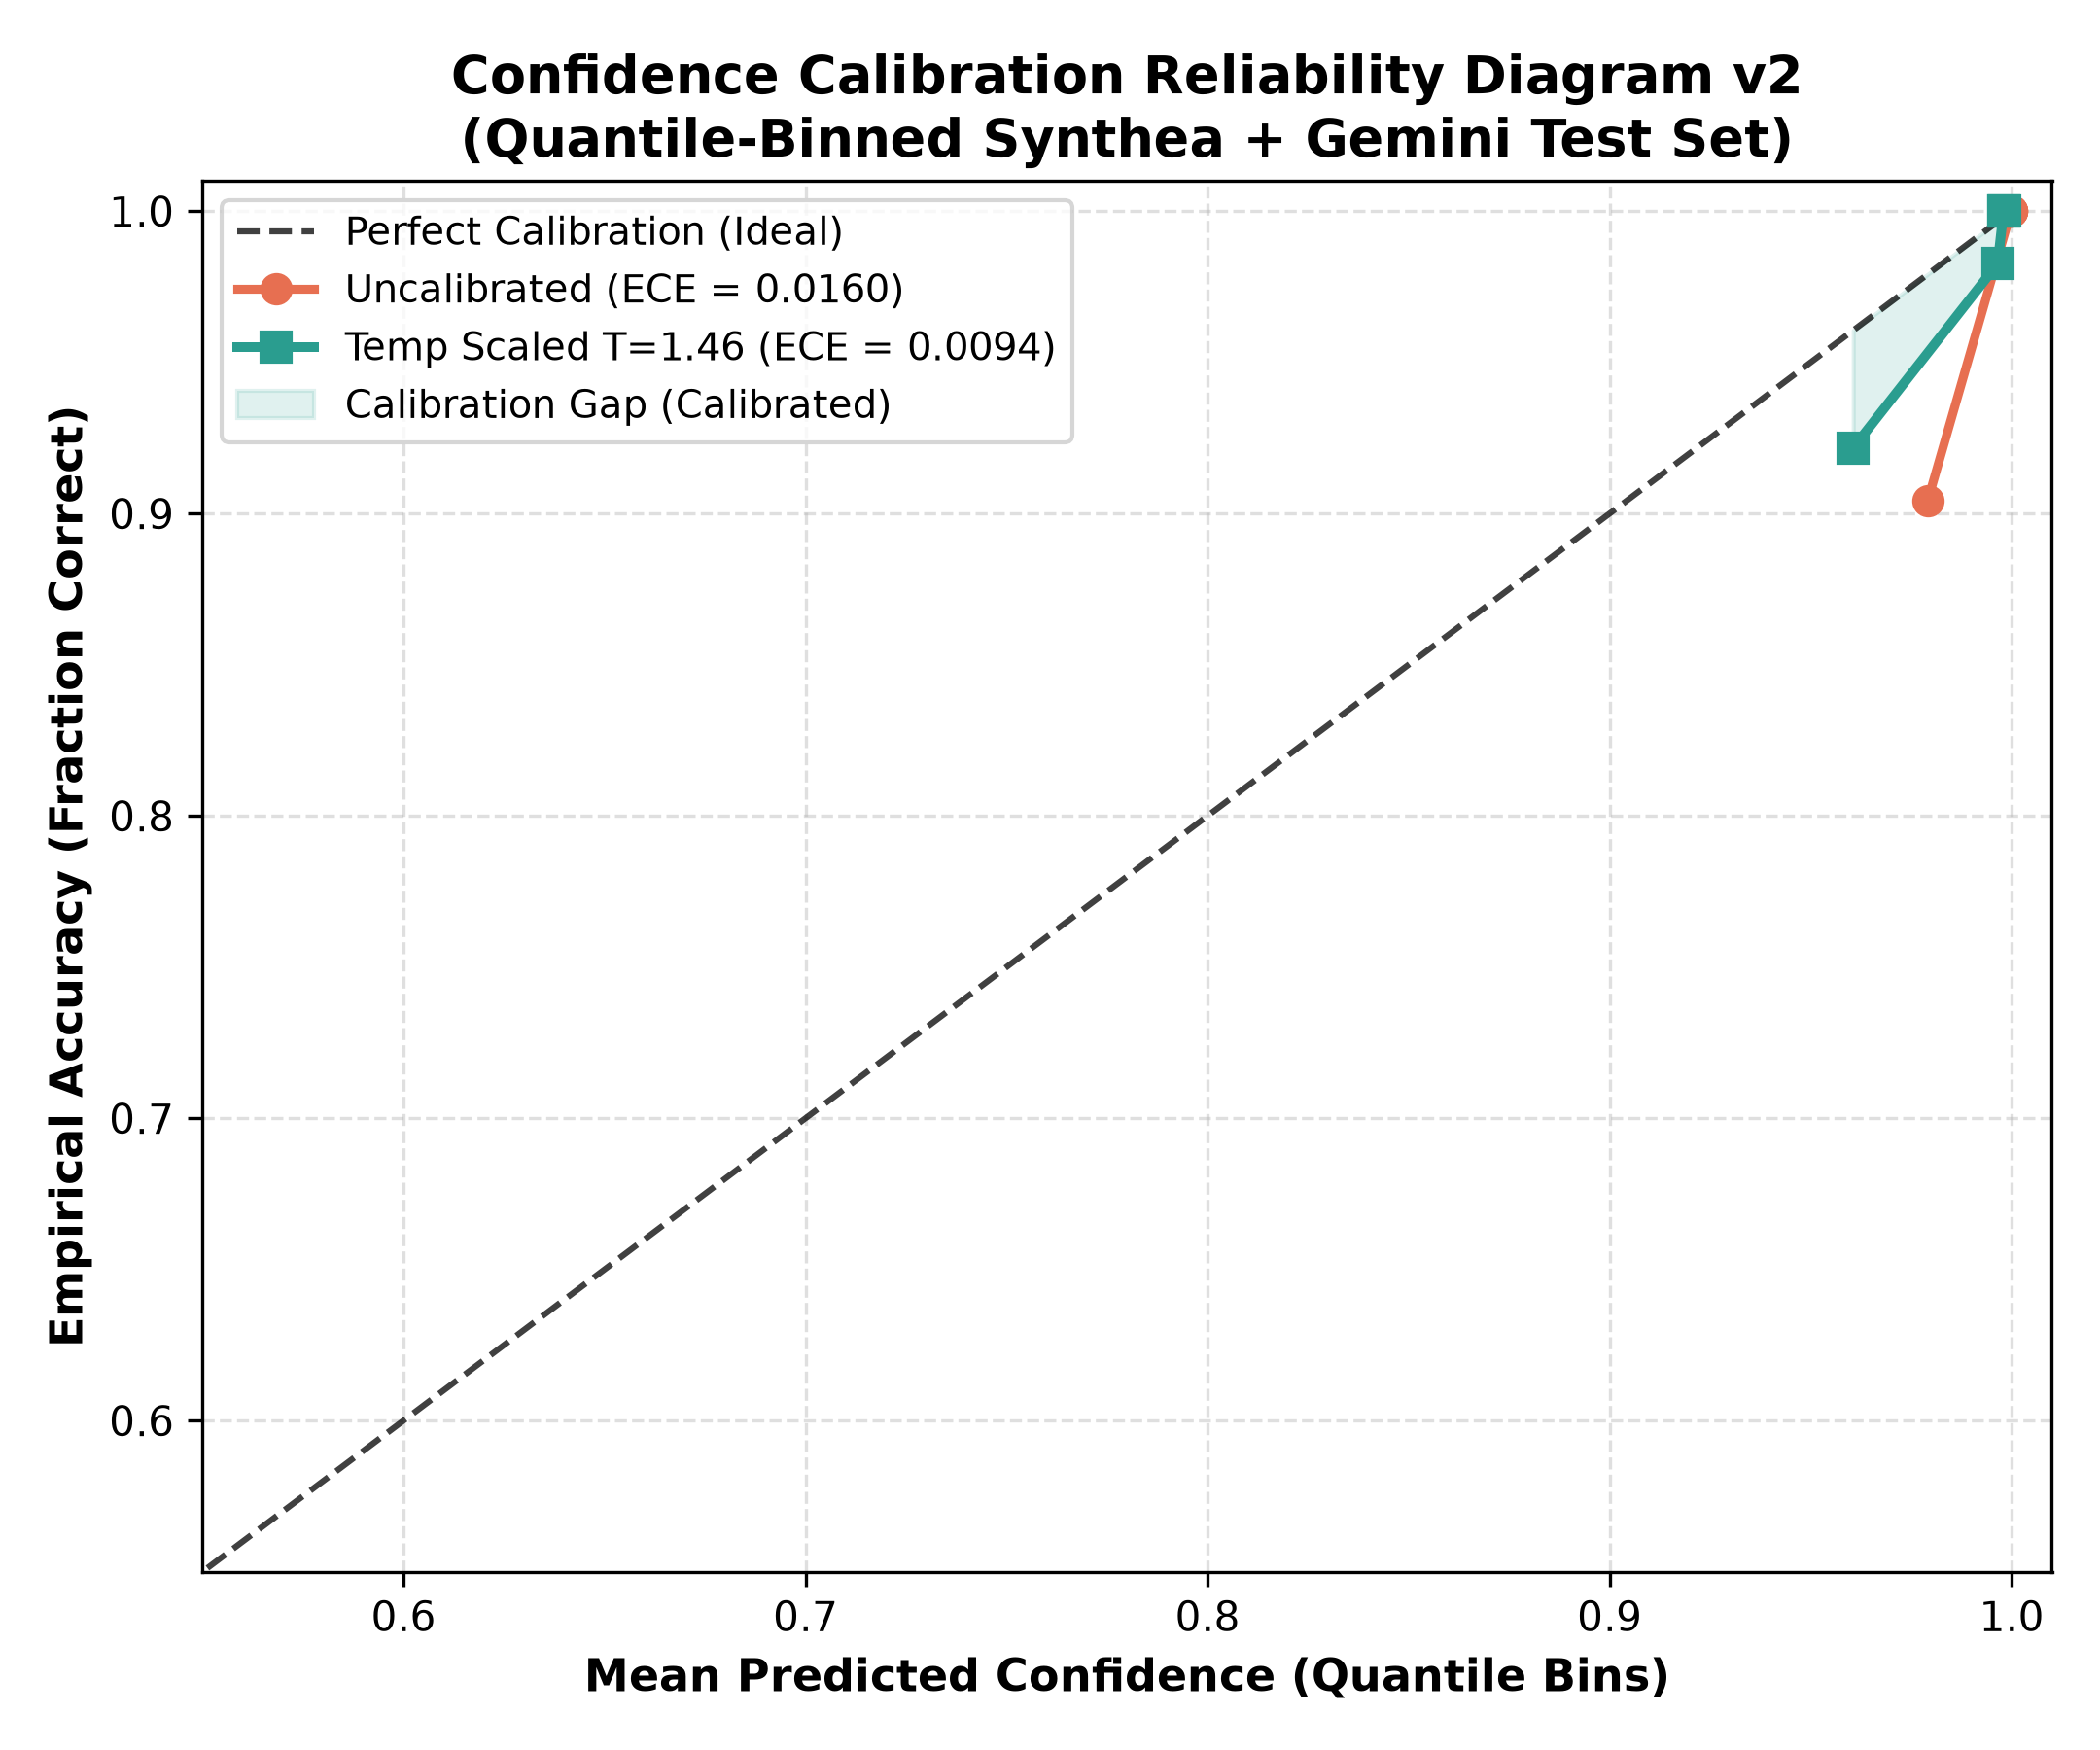 Confidence Calibration Reliability Diagram v2
(Quantile-Binned Synthea + Gemini Test Set)
Perfect Calibration (Ideal)
Uncalibrated (ECE = 0.0160)
Temp Scaled T=1.46 (ECE = 0.0094)
Calibration Gap (Calibrated)
Empirical Accuracy (Fraction Correct)
1.0
0.9
0.8
0.7
0.6
0.6 0.7 0.8 0.9 1.0
Mean Predicted Confidence (Quantile Bins)